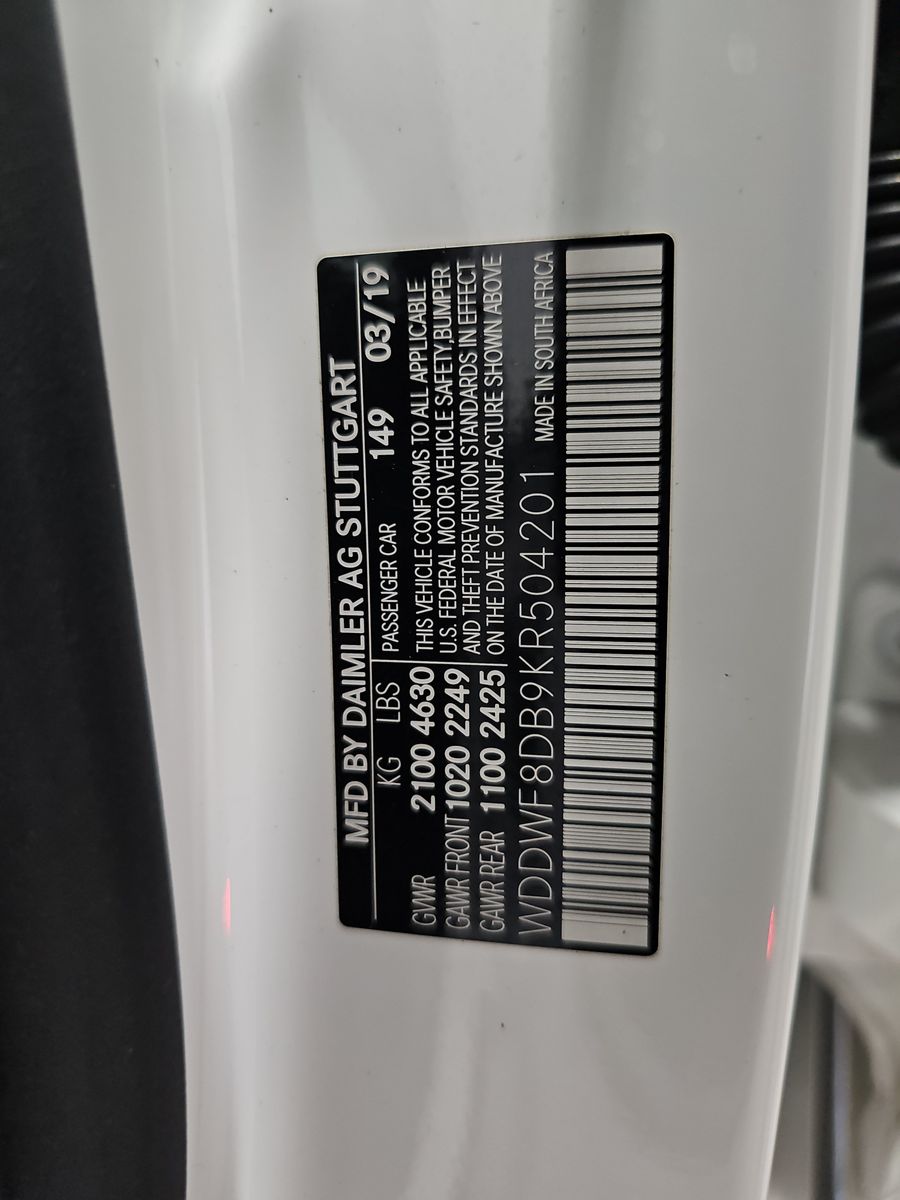 MFD BY DAIMLER AG STUTTGART
KG LBS PASSENGER CAR 149 03/19
GVWR 2100 4630 THIS VEHICLE CONFORMS TO ALL APPLICABLE
GAWR FRONT 1020 2249 U.S. FEDERAL MOTOR VEHICLE SAFETY,BUMPER
GAWR REAR 1100 2425 AND THEFT PREVENTION STANDARDS IN EFFECT
ON THE DATE OF MANUFACTURE SHOWN ABOVE
WDDWF8DB9KR504201 MADE IN SOUTH AFRICA